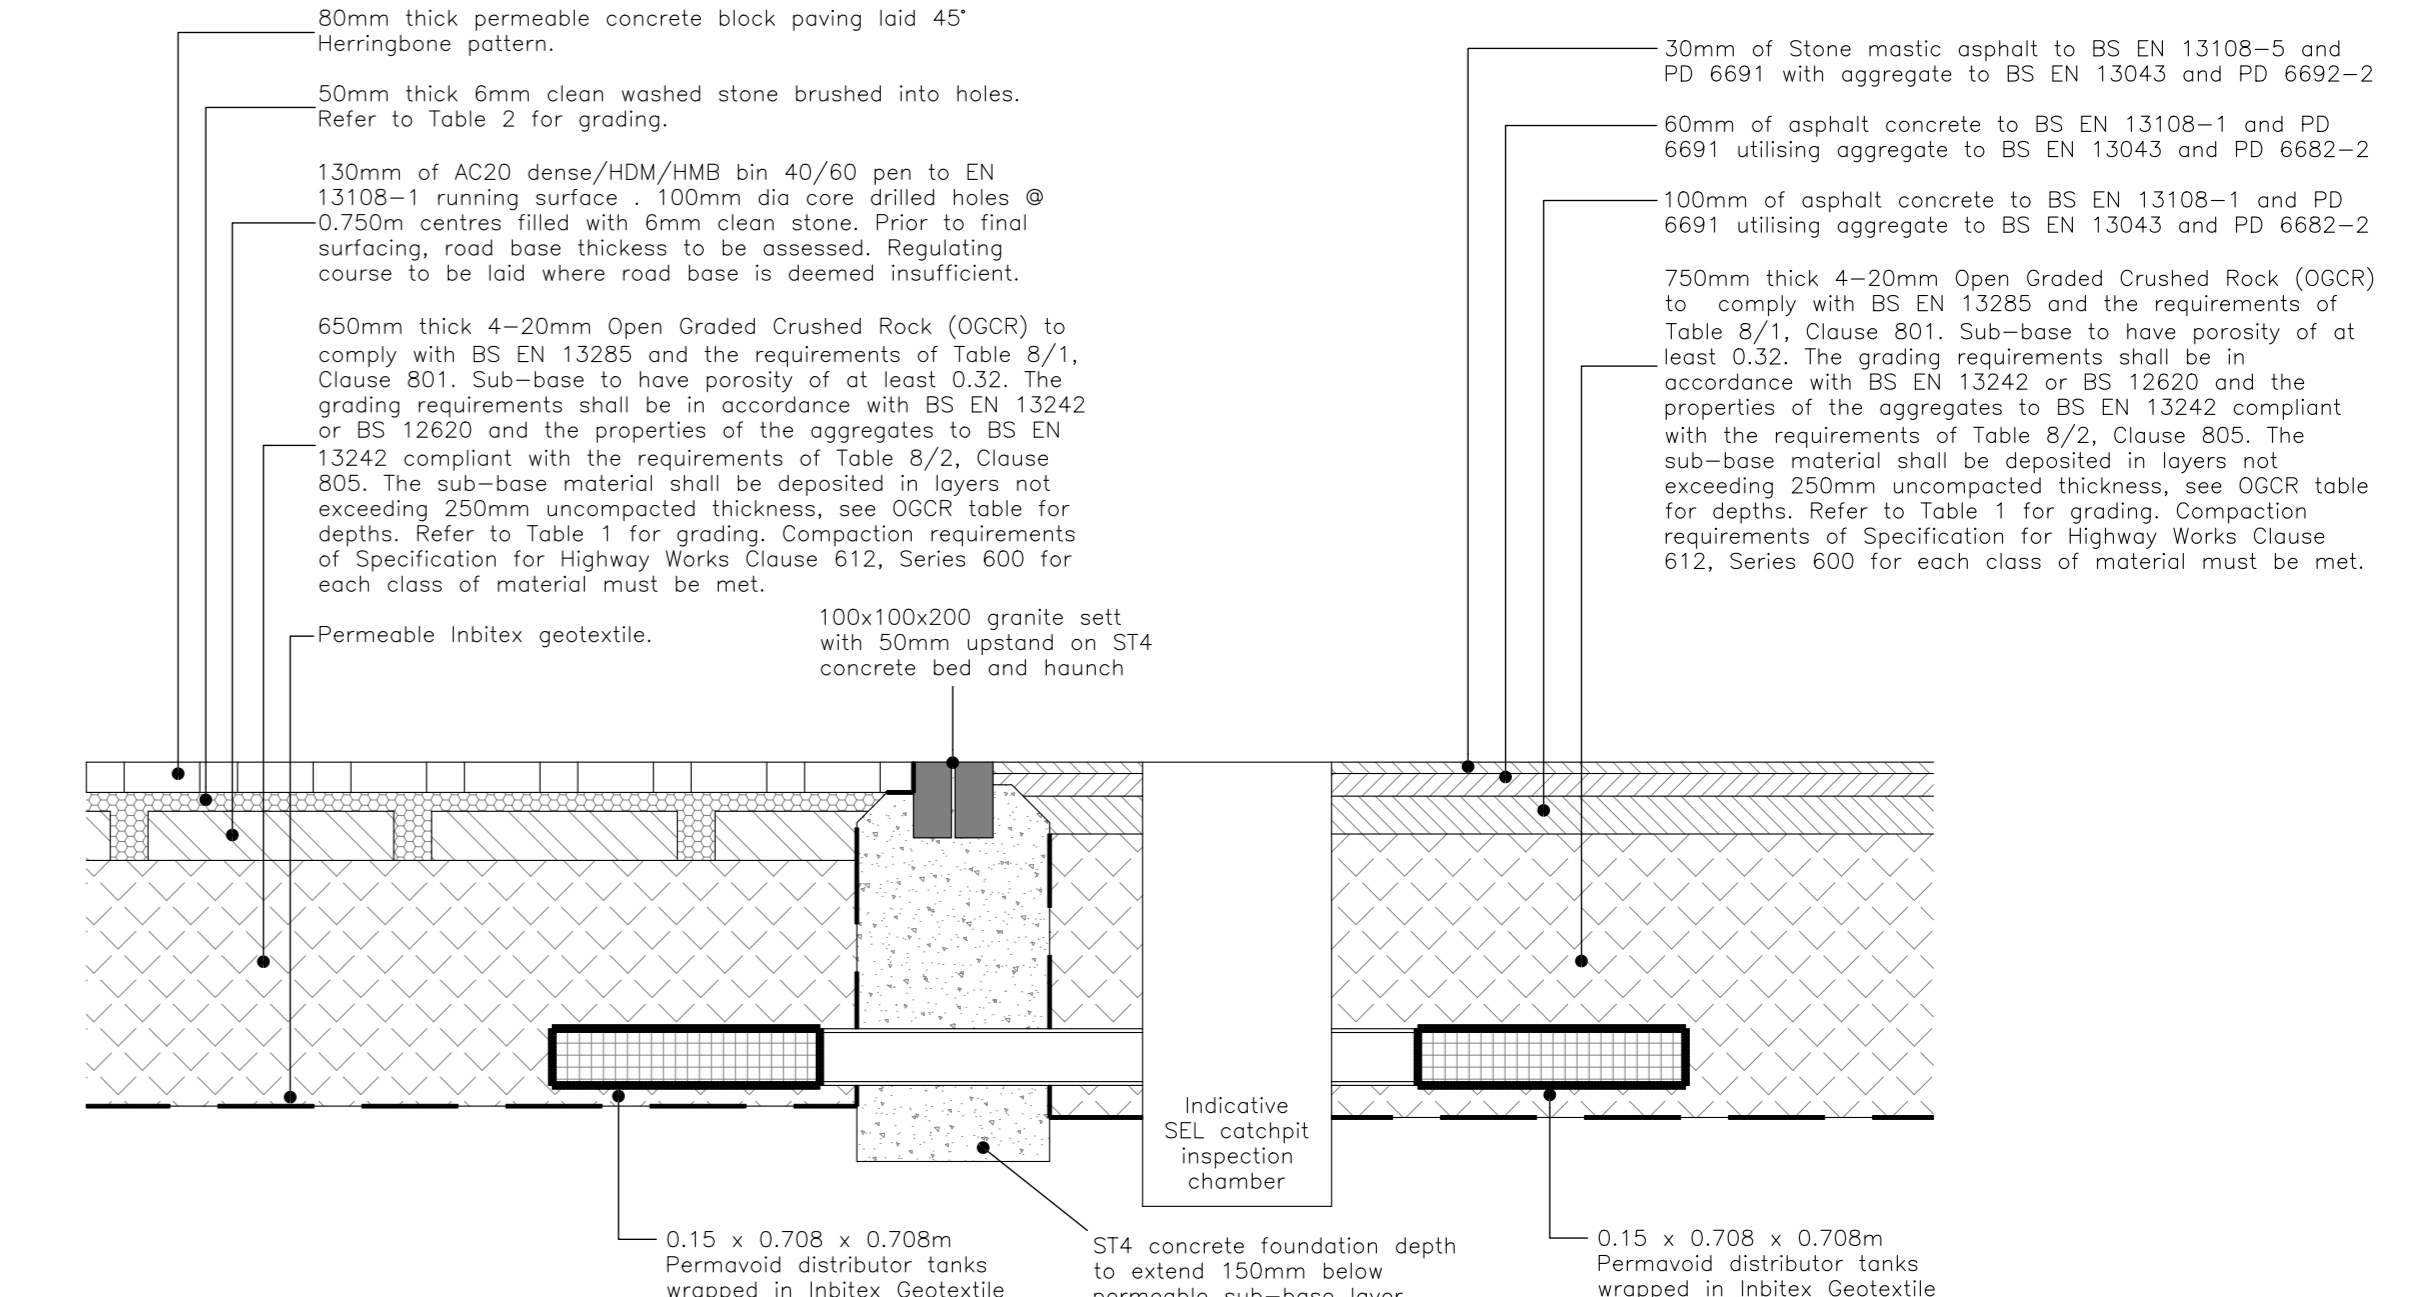 80mm thick permeable concrete block paving laid 45°
Herringbone pattern.
50mm thick 6mm clean washed stone brushed into holes.
Refer to Table 2 for grading.
130mm of AC20 dense/HDM/HMB bin 40/60 pen to EN
13108-1 running surface . 100mm dia core drilled holes @
0.750m centres filled with 6mm clean stone. Prior to final
surfacing, road base thickess to be assessed. Regulating
course to be laid where road base is deemed insufficient.
650mm thick 4-20mm Open Graded Crushed Rock (OGCR) to
comply with BS EN 13285 and the requirements of Table 8/1,
Clause 801. Sub-base to have porosity of at least 0.32. The
grading requirements shall be in accordance with BS EN 13242
or BS 12620 and the properties of the aggregates to BS EN
13242 compliant with the requirements of Table 8/2, Clause
805. The sub-base material shall be deposited in layers not
exceeding 250mm uncompacted thickness, see OGCR table for
depths. Refer to Table 1 for grading. Compaction requirements
of Specification for Highway Works Clause 612, Series 600 for
each class of material must be met.
Permeable Inbitex geotextile.
100x100x200 granite sett
with 50mm upstand on ST4
concrete bed and haunch
30mm of Stone mastic asphalt to BS EN 13108-5 and
PD 6691 with aggregate to BS EN 13043 and PD 6692-2
60mm of asphalt concrete to BS EN 13108-1 and PD
6691 utilising aggregate to BS EN 13043 and PD 6682-2
100mm of asphalt concrete to BS EN 13108-1 and PD
6691 utilising aggregate to BS EN 13043 and PD 6682-2
750mm thick 4-20mm Open Graded Crushed Rock (OGCR)
to comply with BS EN 13285 and the requirements of
Table 8/1, Clause 801. Sub-base to have porosity of at
least 0.32. The grading requirements shall be in
accordance with BS EN 13242 or BS 12620 and the
properties of the aggregates to BS EN 13242 compliant
with the requirements of Table 8/2, Clause 805. The
sub-base material shall be deposited in layers not
exceeding 250mm uncompacted thickness, see OGCR table
for depths. Refer to Table 1 for grading. Compaction
requirements of Specification for Highway Works Clause
612, Series 600 for each class of material must be met.
Indicative
SEL catchpit
inspection
chamber
0.15 x 0.708 x 0.708m
Permavoid distributor tanks
wrapped in Inbitex Geotextile
ST4 concrete foundation depth
to extend 150mm below
permeable sub-base layer
0.15 x 0.708 x 0.708m
Permavoid distributor tanks
wrapped in Inbitex Geotextile